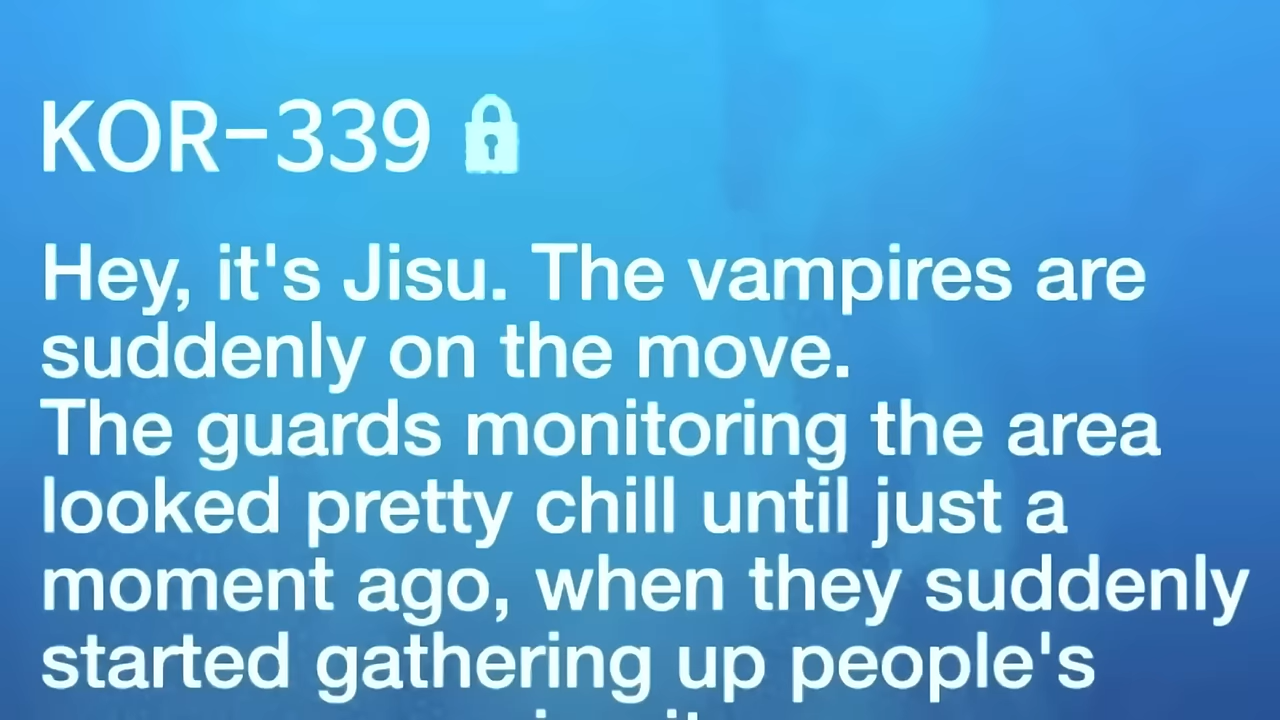 KOR-339
Hey, it's Jisu. The vampires are
suddenly on the move.
The guards monitoring the area
looked pretty chill until just a
moment ago, when they suddenly
started gathering up people's